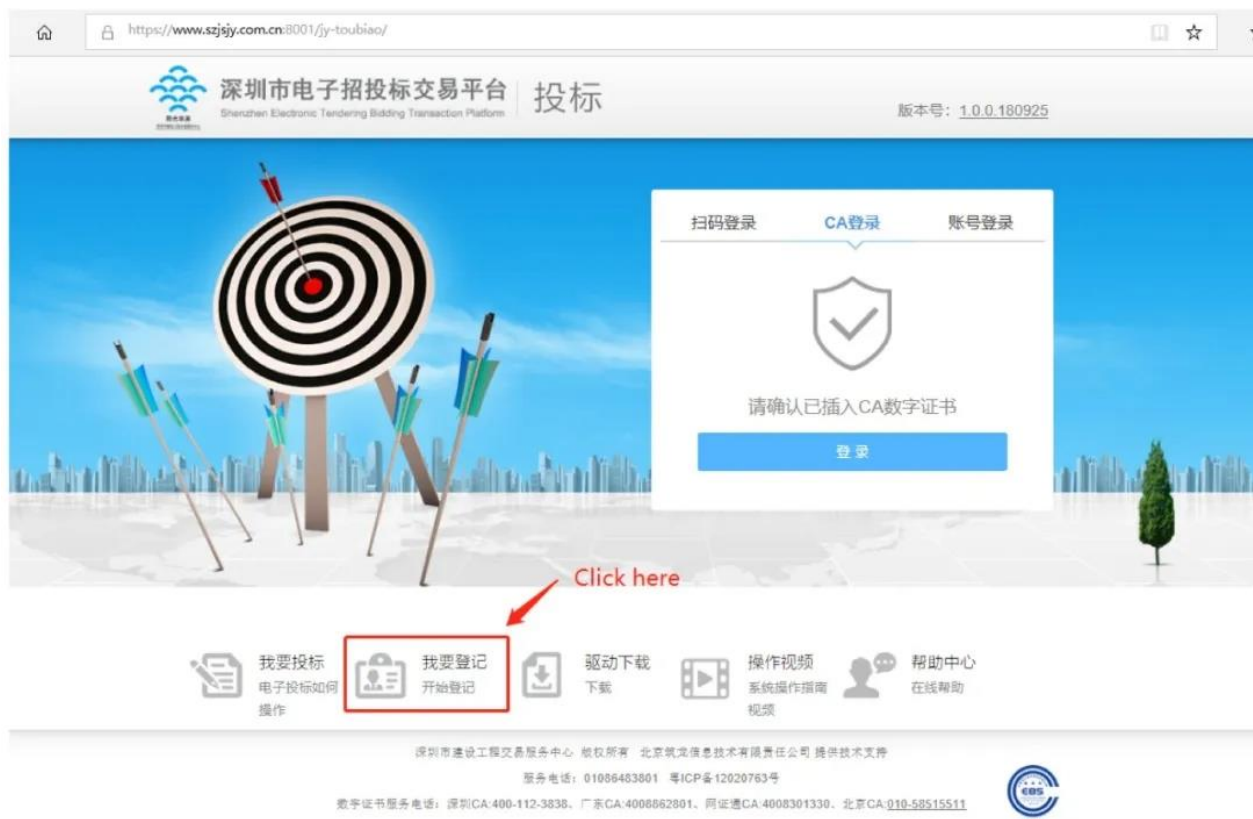 https://www.szjsjy.com.cn:8001/jy-toubiao/
深圳市电子招投标交易平台
Shenzhen Electronic Tendering Bidding Transaction Platform
投标
版本号：1.0.0.180925
扫码登录 CA登录 账号登录
请确认已插入CA数字证书
登录
Click here
我要投标
电子投标如何
操作
我要登记
开始登记
驱动下载
下载
操作视频
系统操作指南
视频
帮助中心
在线帮助
深圳市建设工程交易服务中心 版权所有 北京筑龙信息技术有限责任公司 提供技术支持
服务电话：01086483801 粤ICP备12020763号
数字证书服务电话：深圳CA:400-112-3838、广东CA:4008862801、网证通CA:4008301330、北京CA:010-58515511
EBS